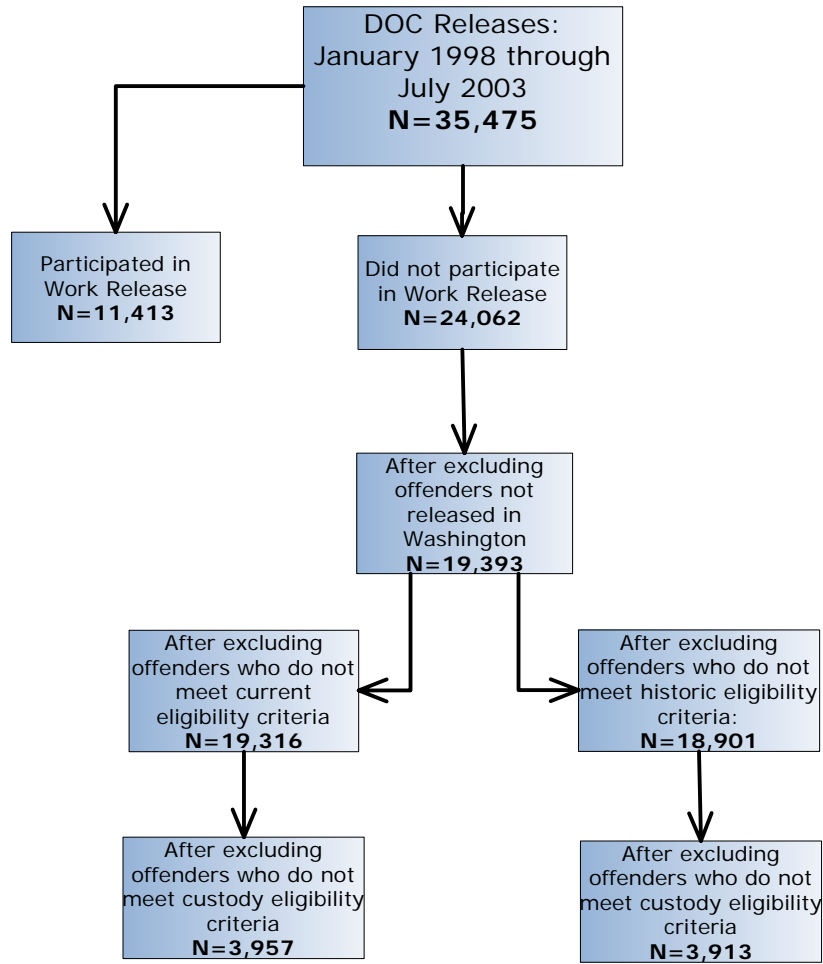 DOC Releases:
January 1998 through
July 2003
N=35,475
Participated in
Work Release
N=11,413
Did not participate
in Work Release
N=24,062
After excluding
offenders not
released in
Washington
N=19,393
After excluding
offenders who do not
meet current
eligibility criteria
N=19,316
After excluding
offenders who do not
meet historic eligibility
criteria:
N=18,901
After excluding
offenders who do not
meet custody eligibility
criteria
N=3,957
After excluding
offenders who do not
meet custody eligibility
criteria
N=3,913